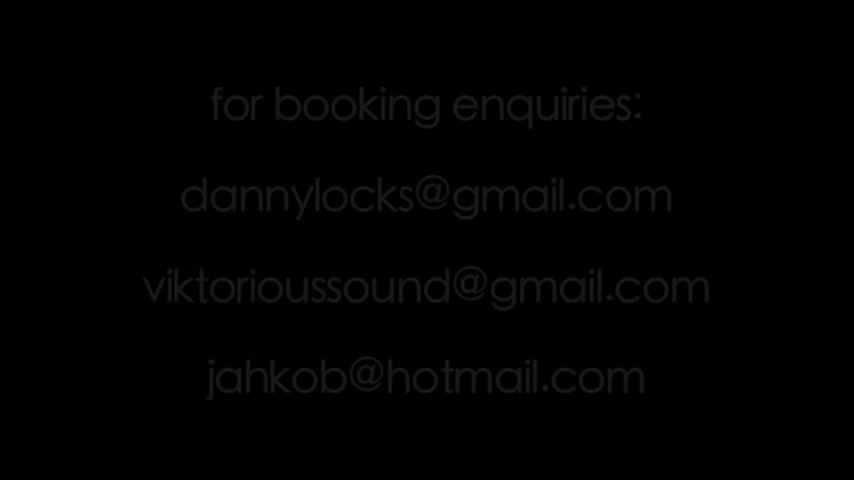 for booking enquiries:
dannylocks@gmail.com
viktorioussound@gmail.com
jahkob@hotmail.com